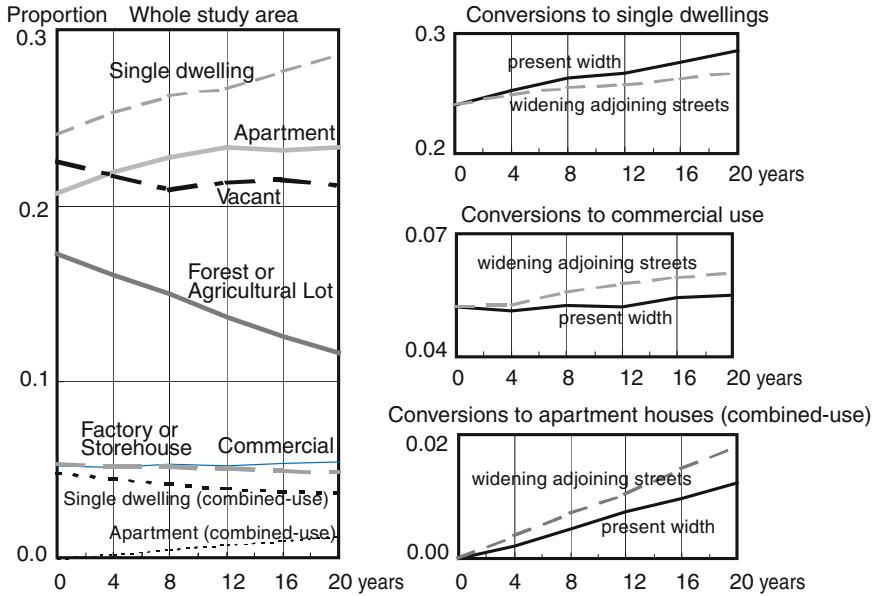 Proportion Whole study area
0.3
Single dwelling
Apartment
Vacant
0.2
Forest or
Agricultural Lot
0.1
Factory or
Storehouse
Commercial
Single dwelling (combined-use)
Apartment (combined-use)
0.0
0 4 8 12 16 20 years
Conversions to single dwellings
0.3
present width
widening adjoining streets
0.2
0 4 8 12 16 20 years
Conversions to commercial use
0.07
widening adjoining streets
present width
0.04
0 4 8 12 16 20 years
Conversions to apartment houses (combined-use)
0.02
widening adjoining streets
present width
0.00
0 4 8 12 16 20 years